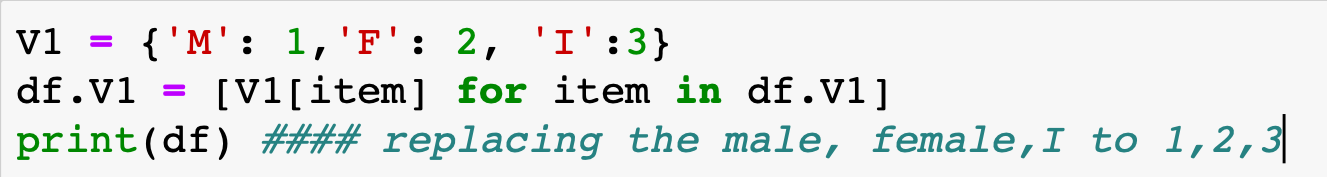 V1 = {'M': 1,'F': 2, 'I':3}
df.V1 = [V1[item] for item in df.V1]
print(df) #### replacing the male, female,I to 1,2,3